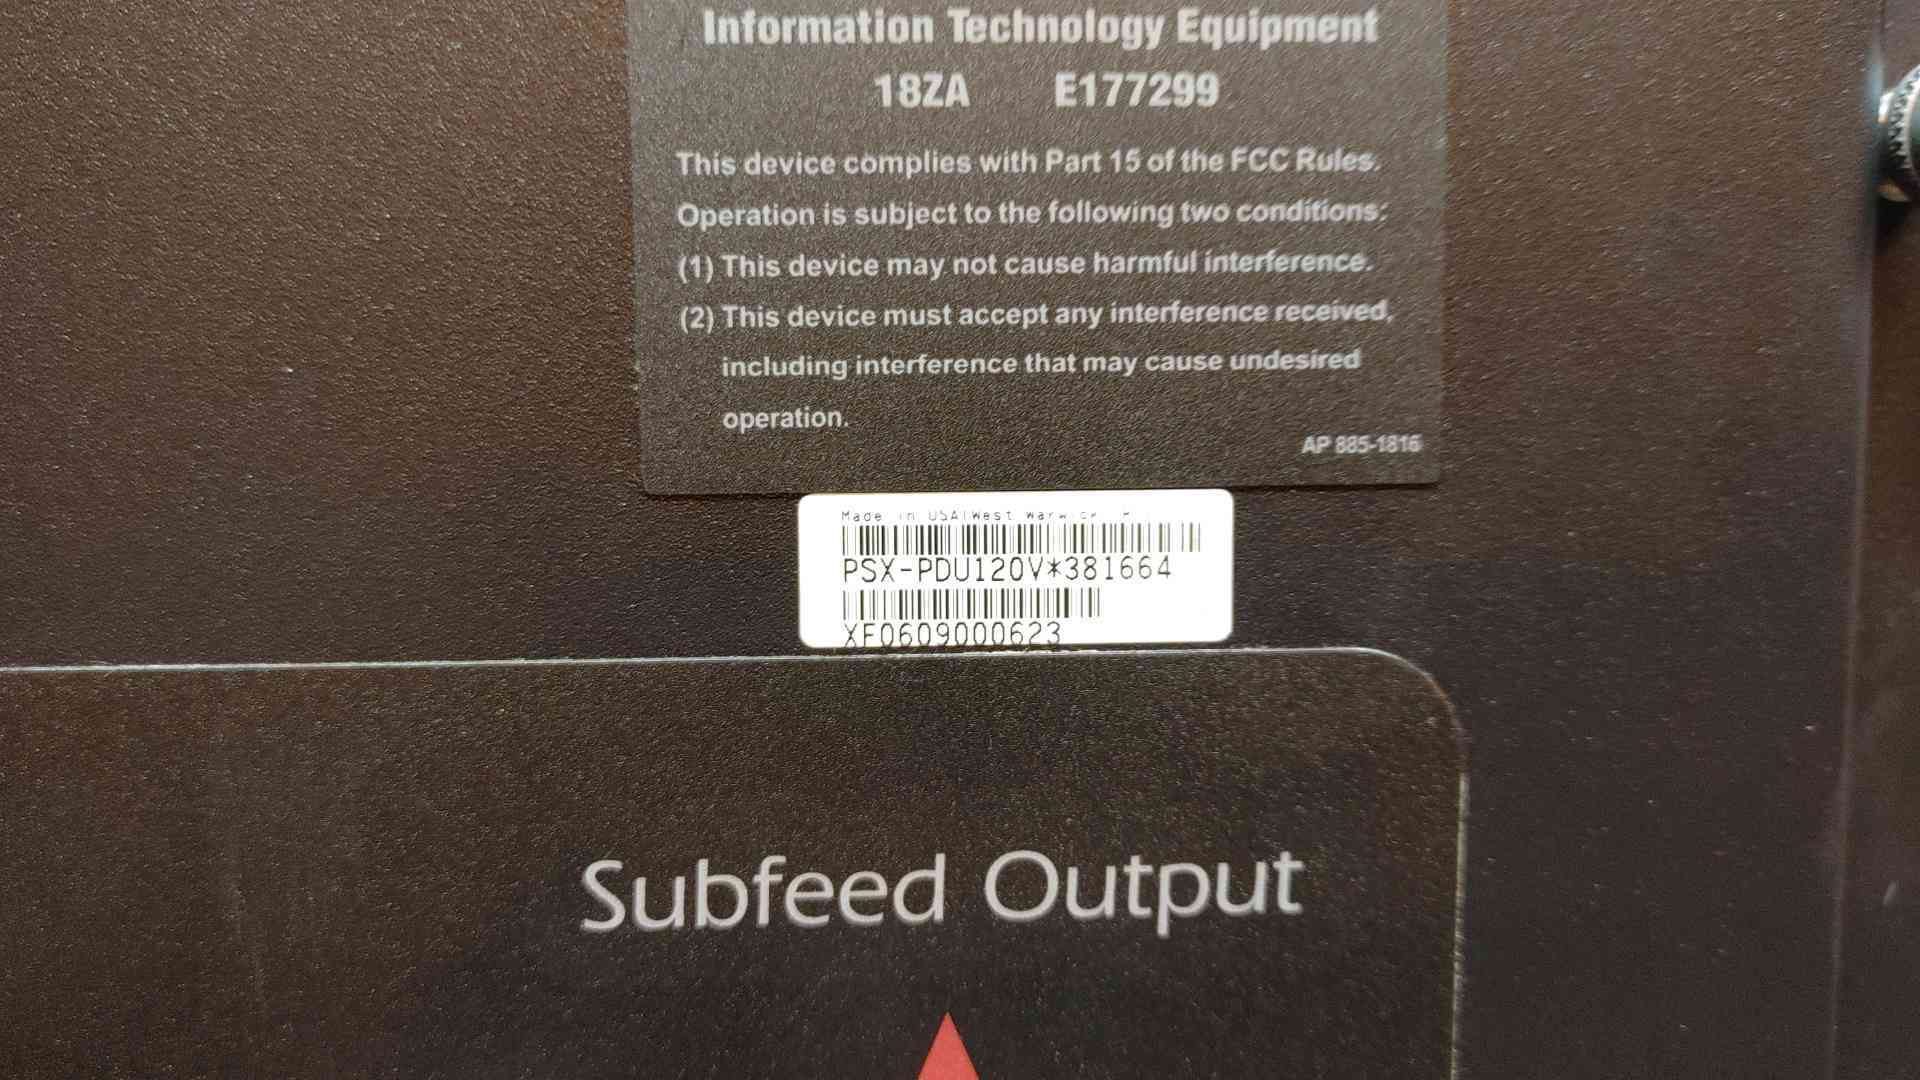 Information Technology Equipment
18ZA E177299
This device complies with Part 15 of the FCC Rules.
Operation is subject to the following two conditions:
(1) This device may not cause harmful interference.
(2) This device must accept any interference received,
including interference that may cause undesired
operation.
AP 885-1816
Made in USA(West Warwick
PSX-PDU120V*381664
XF0609000623
Subfeed Output